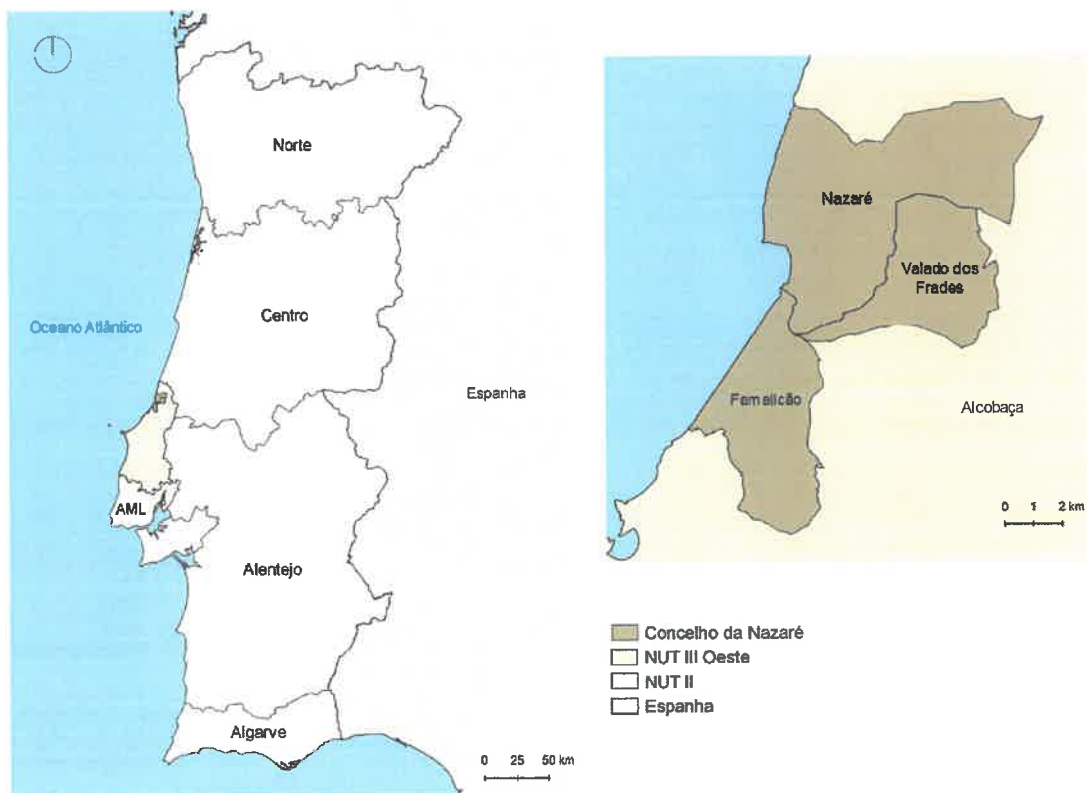 Norte
Centro
Oceano Atlântico
Espanha
AML
Alentejo
Algarve
0 25 50 km
Nazaré
Valado dos
Frades
Famalicão
Alcobaça
0 1 2 km
Concelho da Nazaré
NUT III Oeste
NUT II
Espanha